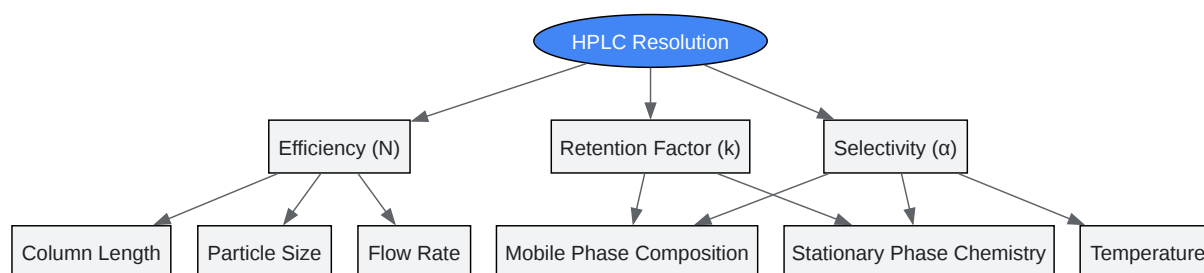 HPLC Resolution
Efficiency (N)
Retention Factor (k)
Selectivity (α)
Column Length
Particle Size
Flow Rate
Mobile Phase Composition
Stationary Phase Chemistry
Temperature